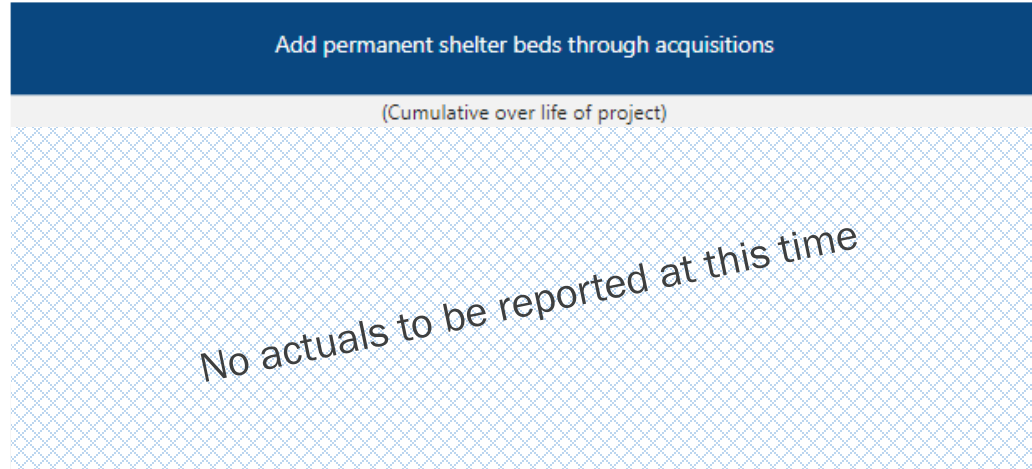 Add permanent shelter beds through acquisitions
(Cumulative over life of project)
No actuals to be reported at this time